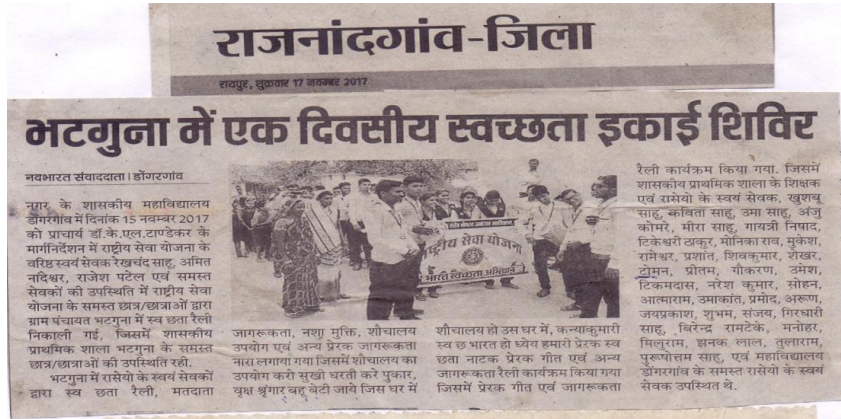 राजनांदगांव-जिला
रायपुर, शुक्रवार 17 नवम्बर 2017
भटगुना में एक दिवसीय स्वच्छता इकाई शिविर
नवभारत संवाददाता। डोंगरगांव
नगर के शासकीय महाविद्यालय
डोंगरगांव में दिनांक 15 नवम्बर 2017
को प्राचार्य डॉ.के.एल.टाण्डेकर के
मार्गनिर्देशन में राष्ट्रीय सेवा योजना के
वरिष्ठ स्वयं सेवक रेखचंद साहू, अमित
नादेश्वर, राजेश पटेल एवं समस्त
सेवकों की उपस्थिति में राष्ट्रीय सेवा
योजना के समस्त छात्र/छात्राओं द्वारा
ग्राम पंचायत भटगुना में स्व छता रैली
निकाली गई, जिसमें शासकीय
प्राथमिक शाला भटगुना के समस्त
छात्र/छात्राओं की उपस्थिति रही.
भटगुना में रासेयो के स्वयं सेवकों
द्वारा स्व छता रैली, मतदाता
राष्ट्रीय सेवा योजना
भारत स्वच्छता अभियान
जागरूकता, नशा मुक्ति, शौचालय
उपयोग एवं अन्य प्रेरक जागरूकता
नारा लगाया गया जिसमें शौचालय का
उपयोग करो सुखी धरती करे पुकार,
वृक्ष श्रृंगार बहू बेटी जाये जिस घर में
शौचालय हो उस घर में, कन्याकुमारी
स्व छ भारत हो ध्येय हमारी प्रेरक स्व
छता नाटक प्रेरक गीत एवं अन्य
जागरूकता रैली कार्यक्रम किया गया
जिसमें प्रेरक गीत एवं जागरूकता
रैली कार्यक्रम किया गया. जिसमें
शासकीय प्राथमिक शाला के शिक्षक
एवं रासेयो के स्वयं सेवक, खुशबू
साहू, कविता साहू, उमा साहू, अंजु
कोमरे, मीरा साहू, गायत्री निषाद,
टिकेश्वरी ठाकुर, मोनिका राव, मुकेश,
रामेश्वर, प्रशांत, शिवकुमार, शेखर,
टोमन, प्रीतम, गौकरण, उमेश,
टिकमदास, नरेश कुमार, सोहन,
आत्माराम, उमाकांत, प्रमोद, अरूण,
जयप्रकाश, शुभम, संजय, गिरधारी
साहू, बिरेन्द्र रामटेके, मनोहर,
मिलुराम, झनक लाल, तुलाराम,
पुरूषोत्तम साहू, एवं महाविद्यालय
डोंगरगांव के समस्त रासेयो के स्वयं
सेवक उपस्थित थे.